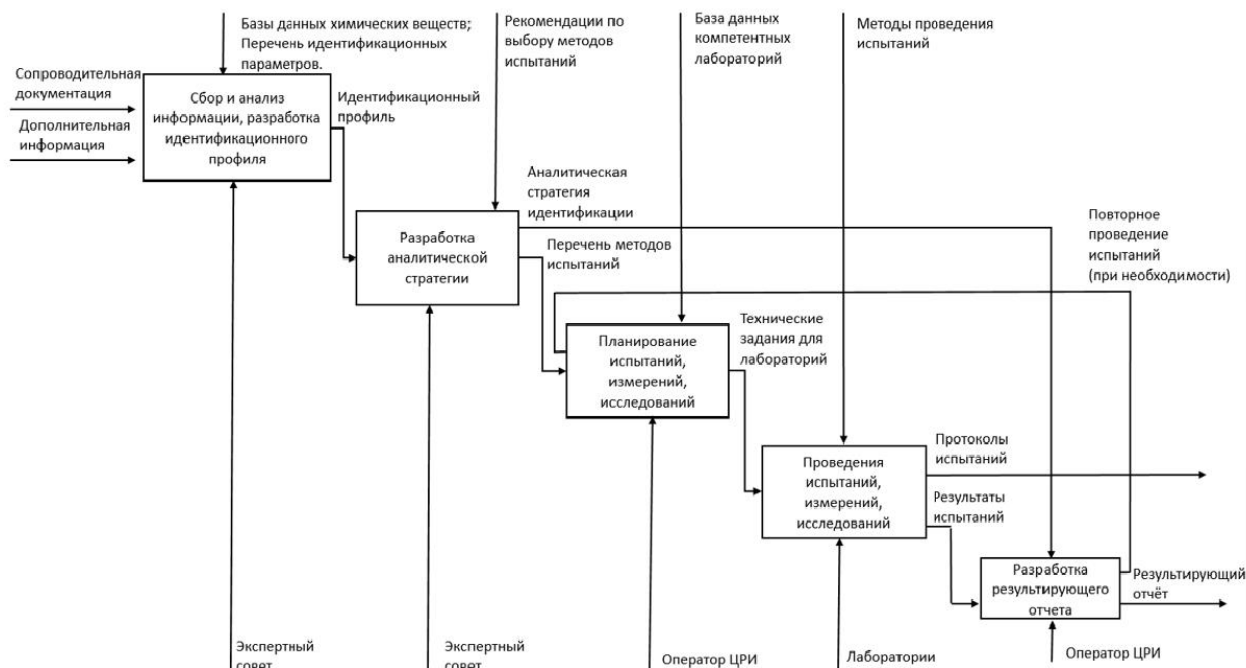 Базы данных химических веществ;
Перечень идентификационных
параметров.
Рекомендации по
выбору методов
испытаний
База данных
компетентных
лабораторий
Методы проведения
испытаний
Сопроводительная
документация
Дополнительная
информация
Сбор и анализ
информации, разработка
идентификационного
профиля
Идентификационный
профиль
Аналитическая
стратегия
идентификации
Разработка
аналитической
стратегии
Перечень методов
испытаний
Повторное
проведение
испытаний
(при необходимости)
Планирование
испытаний,
измерений,
исследований
Технические
задания для
лабораторий
Проведения
испытаний,
измерений,
исследований
Протоколы
испытаний
Результаты
испытаний
Разработка
результирующего
отчета
Результирующий
отчёт
Экспертный
совет
Экспертный
совет
Оператор ЦРИ
Лаборатории
Оператор ЦРИ